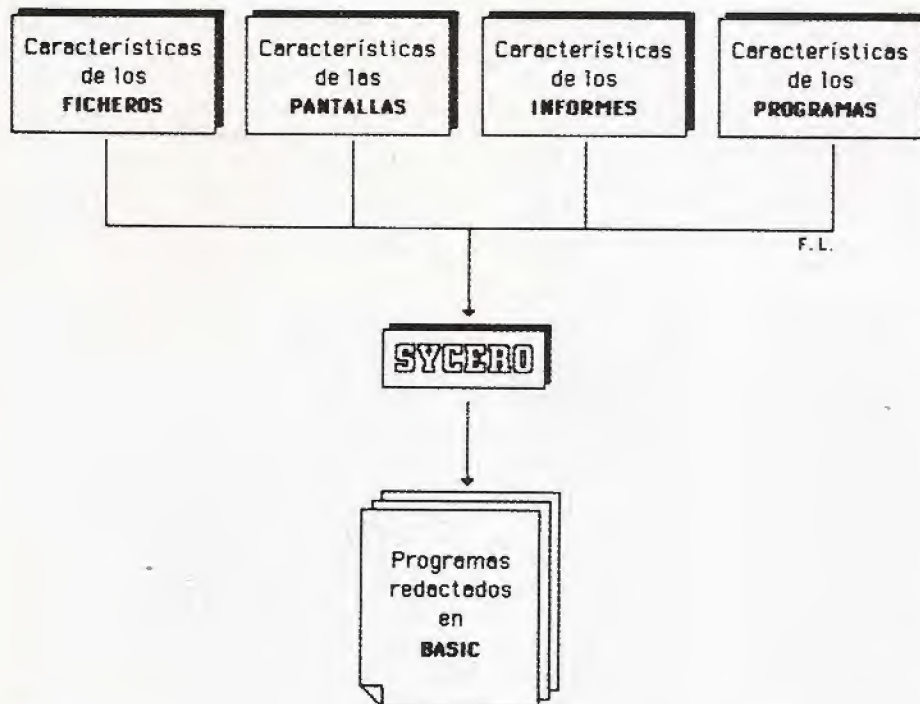 Características
de los
FICHEROS
Características
de las
PANTALLAS
Características
de los
INFORMES
Características
de los
PROGRAMAS
F. L.
SYCERO
Programas
redactados
en
BASIC